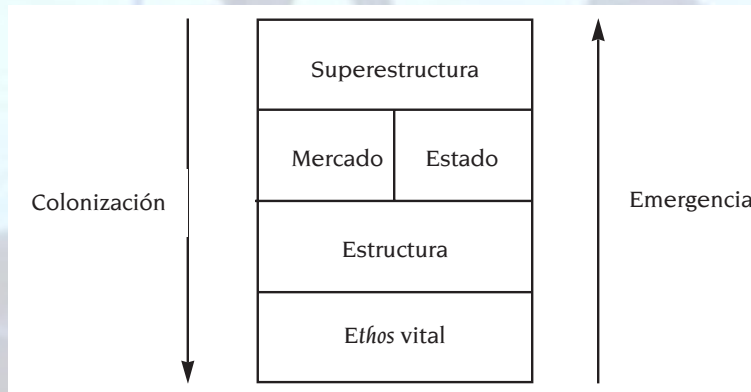 Superestructura
Mercado
Estado
Colonización
Emergencia
Estructura
Ethos vital